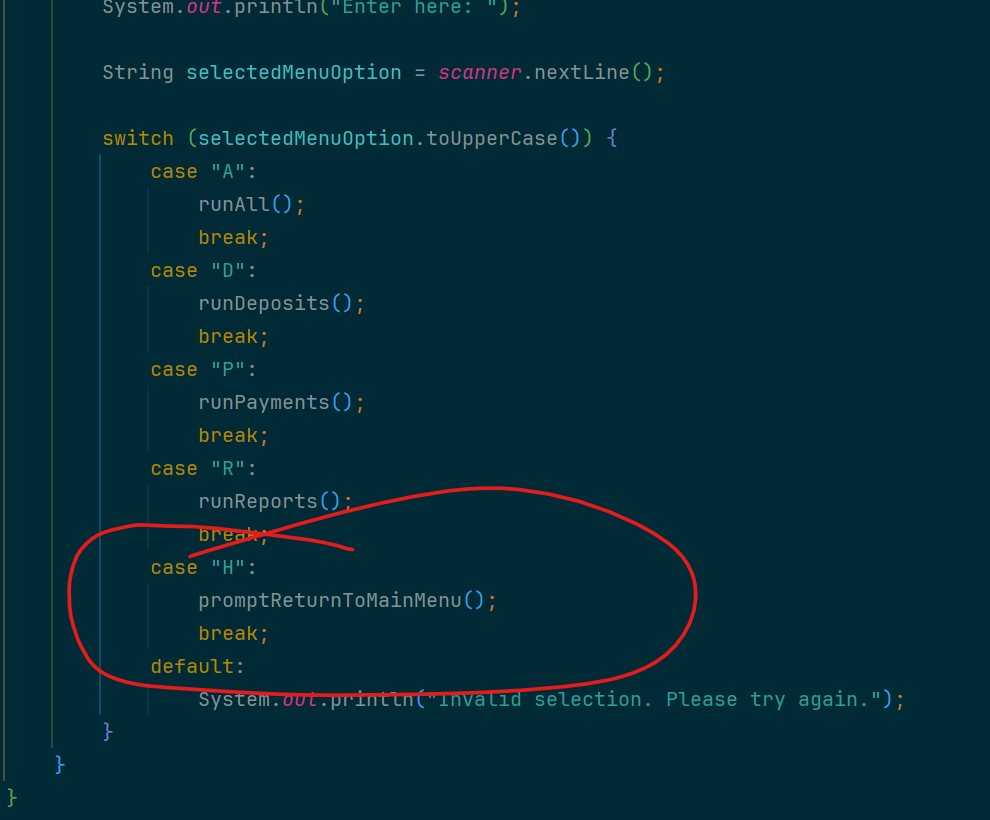 System.out.println("Enter here: ");
String selectedMenuOption = scanner.nextLine();
switch (selectedMenuOption.toUpperCase()) {
case "A":
runAll();
break;
case "D":
runDeposits();
break;
case "P":
runPayments();
break;
case "R":
runReports();
break;
case "H":
promptReturnToMainMenu();
break;
default:
System.out.println("Invalid selection. Please try again.");
}
}
}